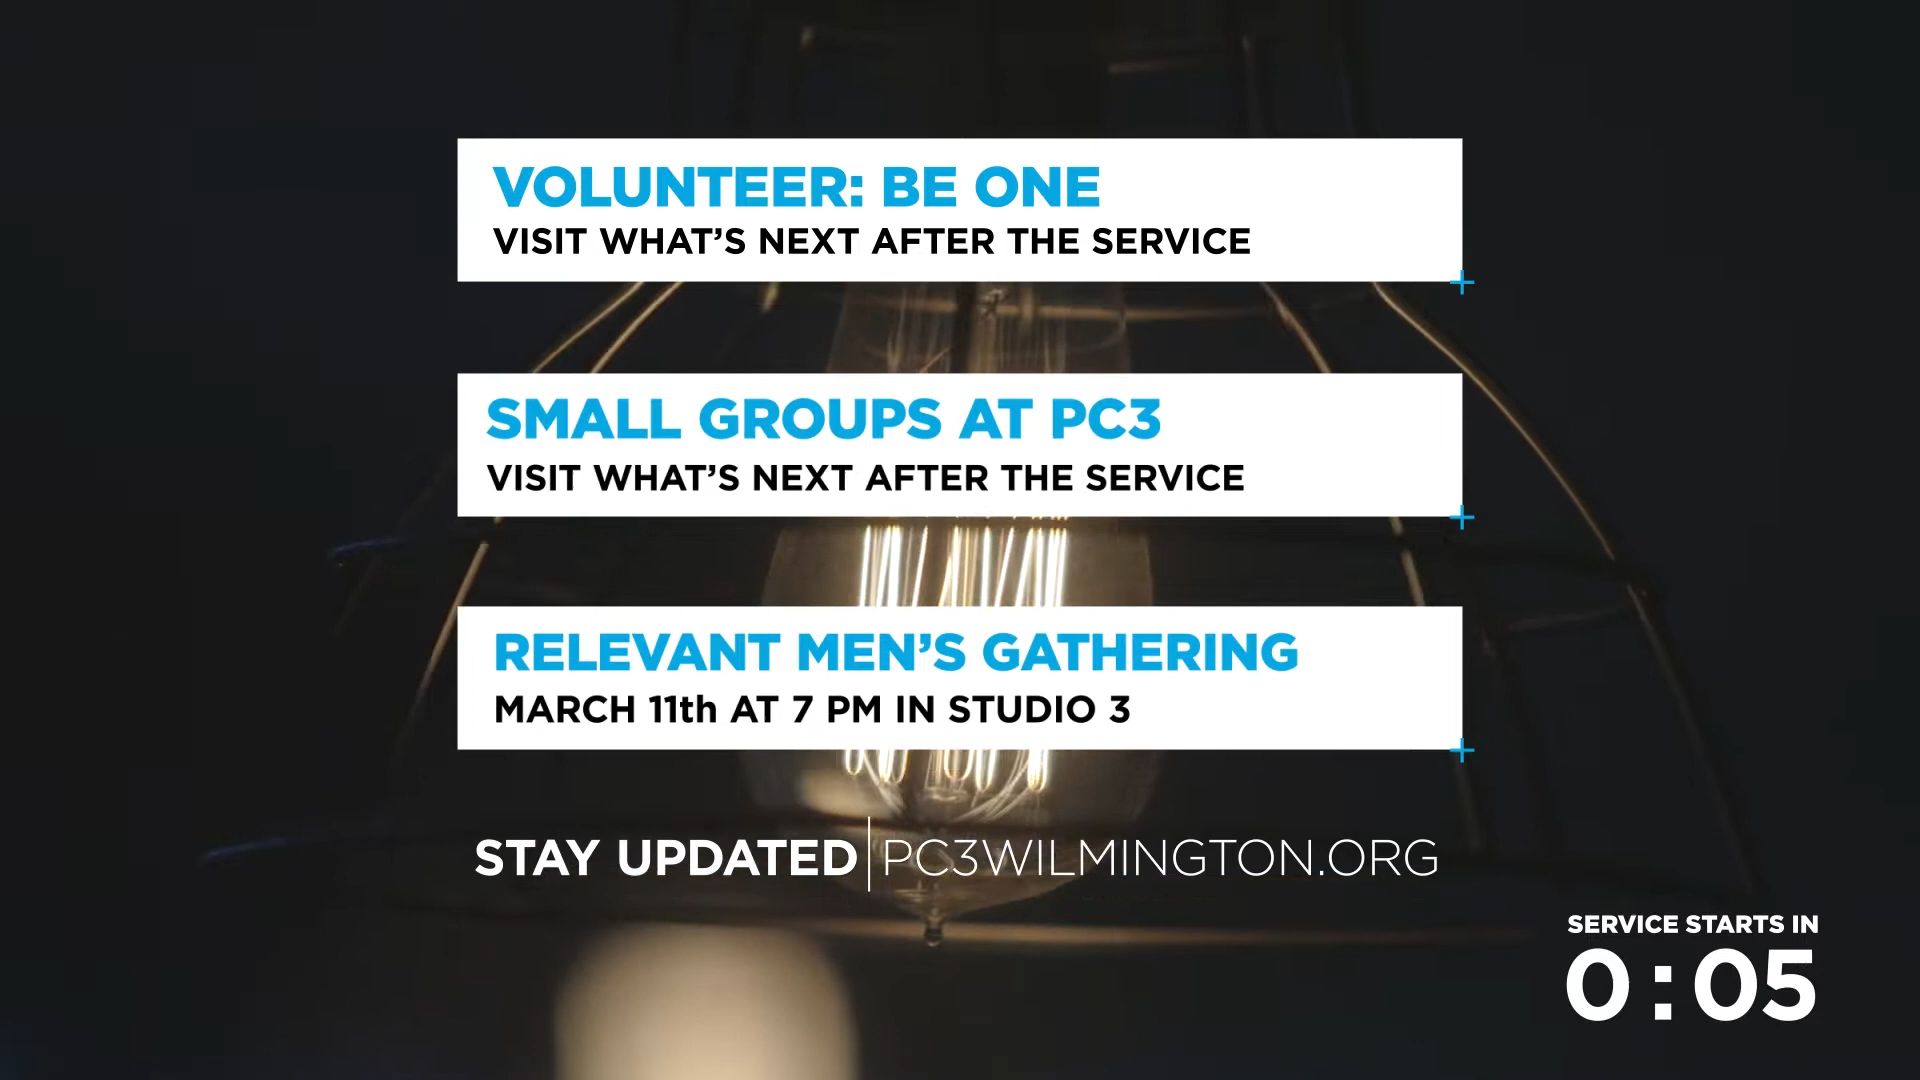 VOLUNTEER: BE ONE
VISIT WHAT'S NEXT AFTER THE SERVICE
SMALL GROUPS AT PC3
VISIT WHAT'S NEXT AFTER THE SERVICE
RELEVANT MEN'S GATHERING
MARCH 11th AT 7 PM IN STUDIO 3
STAY UPDATED | PC3WILMINGTON.ORG
SERVICE STARTS IN
0:05